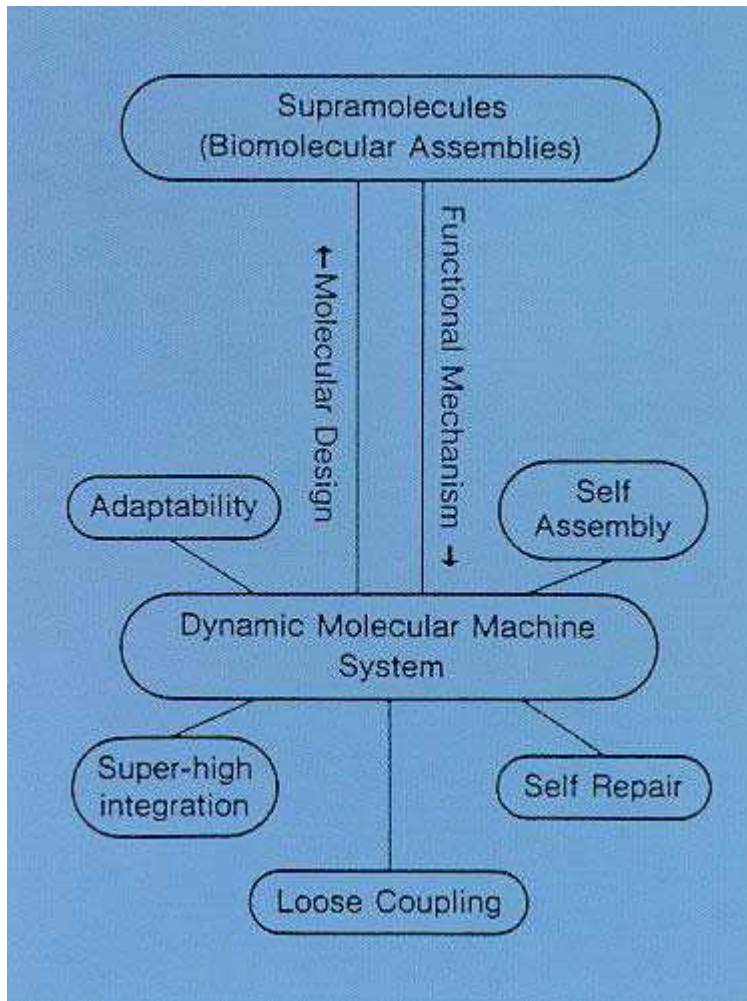 Supramolecules
(Biomolecular Assemblies)
←Molecular Design
Functional Mechanism →
Adaptability
Self
Assembly
Dynamic Molecular Machine
System
Super-high
integration
Self Repair
Loose Coupling